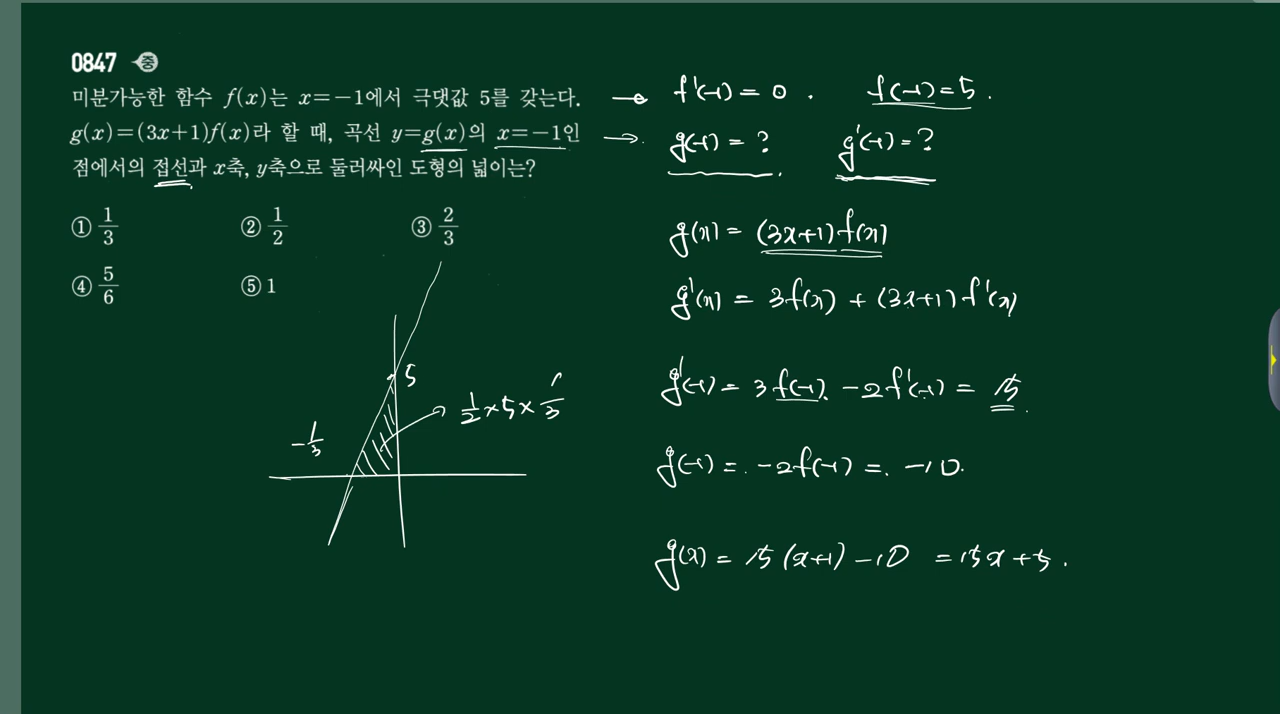 0847 중
미분가능한 함수 f(x)는 x=-1에서 극댓값 5를 갖는다.
g(x)=(3x+1)f(x)라 할 때, 곡선 y=g(x)의 x=-1인
점에서의 접선과 x축, y축으로 둘러싸인 도형의 넓이는?
① 1/3 ② 1/2 ③ 2/3
④ 5/6 ⑤ 1
5
-1/3
1/2 × 5 × 1/3
→ f'(-1) = 0 . f(-1) = 5 .
→ g(-1) = ? g'(-1) = ?
g(x) = (3x+1) f(x)
g'(x) = 3f(x) + (3x+1) f'(x)
g'(-1) = 3f(-1) - 2f'(-1) = 15
g(-1) = -2f(-1) = -10.
g(x) = 15(x+1) - 10 = 15x + 5 .